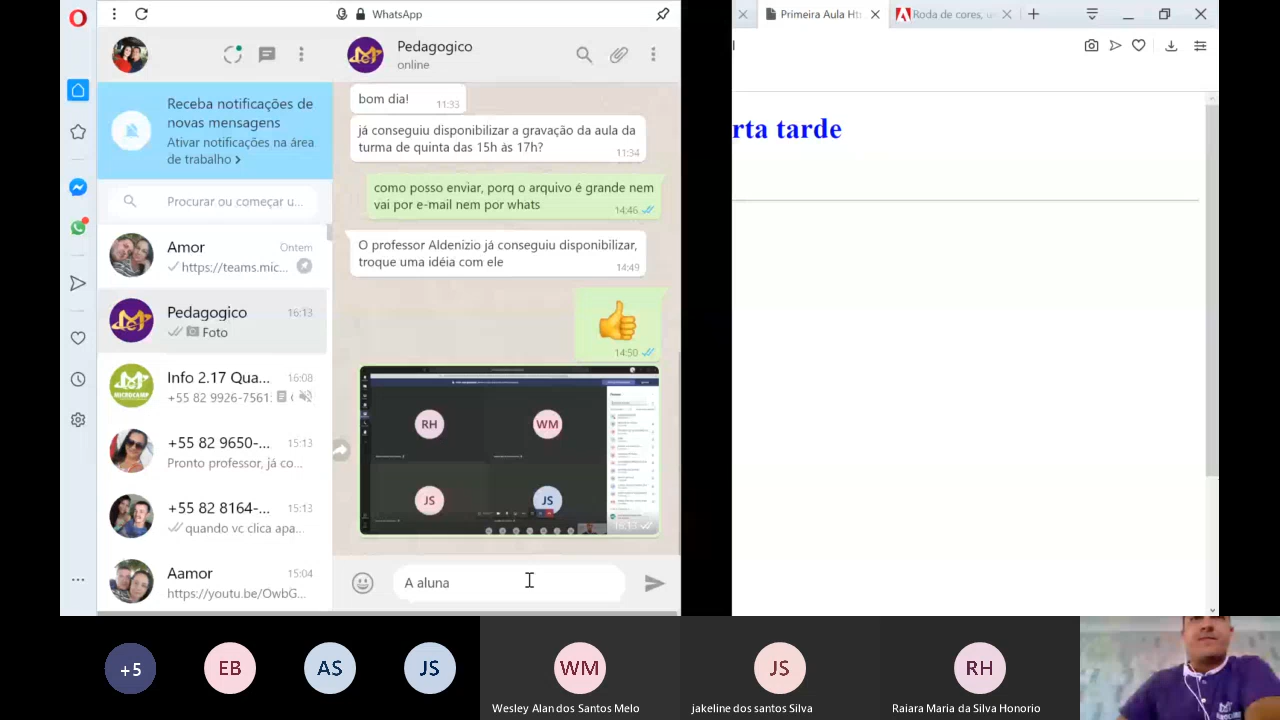 WhatsApp
Primeira Aula Htm
Roda de cores, u
Pedagogico
online
Receba notificações de
novas mensagens
Ativar notificações na área
de trabalho >
Procurar ou começar u...
Amor
Ontem
https://teams.mic...
Pedagogico
16:13
Foto
Info 2.17 Qua...
16:08
+55 82 9926-7561:
MICROCAMP
+55 82 9650-...
15:13
Pronto professor, já co...
+55 82 8164-...
15:13
quando vc clica apa...
Aamor
15:04
https://youtu.be/OwbG...
bom dia!
11:33
já conseguiu disponibilizar a gravação da aula da
turma de quinta das 15h às 17h?
11:34
como posso enviar, porq o arquivo é grande nem
vai por e-mail nem por whats
14:46
O professor Aldenizio já conseguiu disponibilizar,
troque uma idéia com ele
14:49
14:50
RH
WM
JS
JS
16:13
A aluna
rta tarde
+5
EB
AS
JS
WM
Wesley Alan dos Santos Melo
JS
jakeline dos santos Silva
RH
Raiara Maria da Silva Honorio